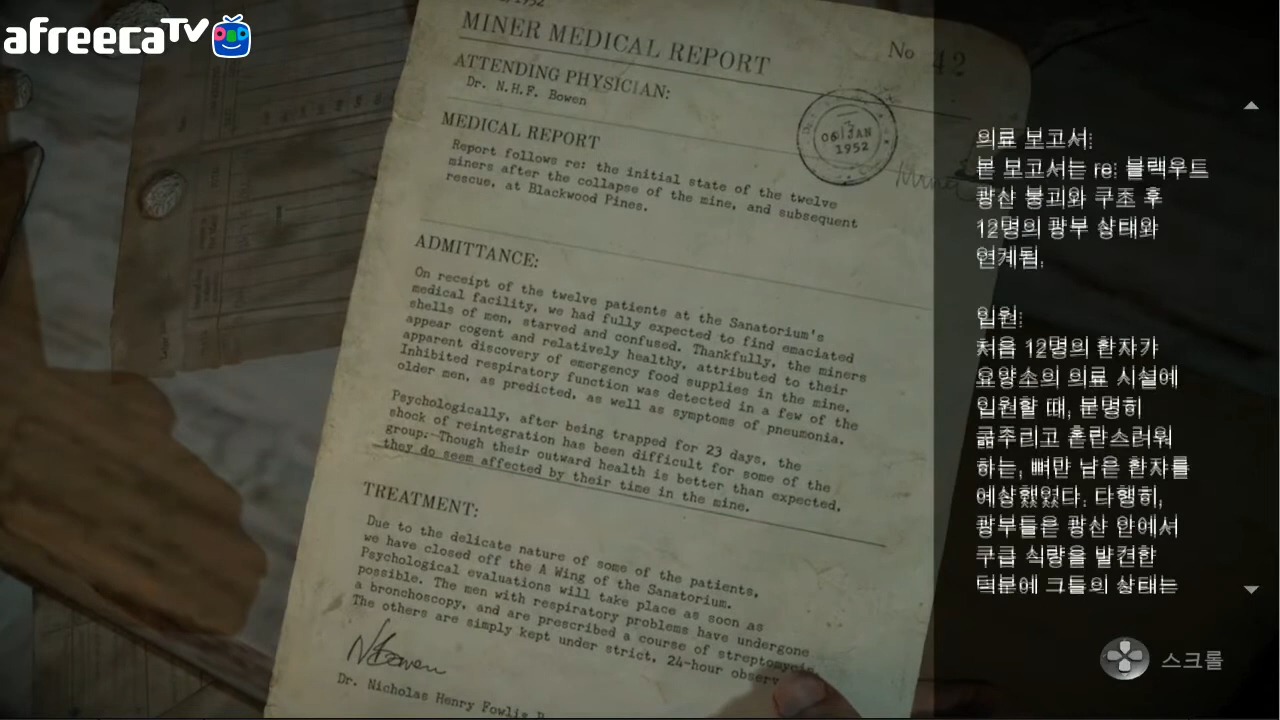 afreecaTV
1952
MINER MEDICAL REPORT
No 42
ATTENDING PHYSICIAN:
Dr. N.H.F. Bowen
06 JAN
1952
MEDICAL REPORT
Report follows re: the initial state of the twelve
miners after the collapse of the mine, and subsequent
rescue, at Blackwood Pines.
ADMITTANCE:
On receipt of the twelve patients at the Sanatorium's
medical facility, we had fully expected to find emaciated
shells of men, starved and confused. Thankfully, the miners
appear cogent and relatively healthy, attributed to their
apparent discovery of emergency food supplies in the mine.
Inhibited respiratory function was detected in a few of the
older men, as predicted, as well as symptoms of pneumonia.
Psychologically, after being trapped for 23 days, the
shock of reintegration has been difficult for some of the
group. Though their outward health is better than expected,
they do seem affected by their time in the mine.
TREATMENT:
Due to the delicate nature of some of the patients,
we have closed off the A Wing of the Sanatorium.
Psychological evaluations will take place as soon as
possible. The men with respiratory problems have undergone
a bronchoscopy, and are prescribed a course of streptomycin.
The others are simply kept under strict, 24-hour observ
NBowen
Dr. Nicholas Henry Fowlis B
의료 보고서:
본 보고서는 re: 블랙우드
광산 붕괴와 구조 후
12명의 광부 상태와
연계됨.
입원:
처음 12명의 환자가
요양소의 의료 시설에
입원할 때, 분명히
굶주리고 혼란스러워
하는, 뼈만 남은 환자를
예상했었다. 다행히,
광부들은 광산 안에서
구급 식량을 발견한
덕분에 그들의 상태는
스크롤